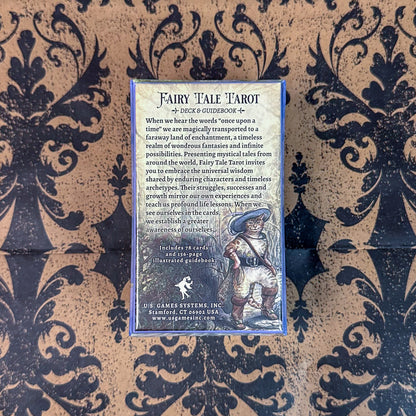 FAIRY TALE TAROT
DECK & GUIDEBOOK
When we hear the words “once upon a
time” we are magically transported to a
faraway land of enchantment, a timeless
realm of wondrous fantasies and infinite
possibilities. Presenting mystical tales from
around the world, Fairy Tale Tarot invites
you to embrace the universal wisdom
shared by enduring characters and timeless
archetypes. Their struggles, successes and
growth mirror our own experiences and
teach us profound life lessons. When we
see ourselves in the cards,
we establish a greater
awareness of ourselves.
Includes 78 cards
and 156-page
illustrated guidebook
U.S. GAMES SYSTEMS, INC.
Stamford, CT 06902 USA
www.usgamesinc.com